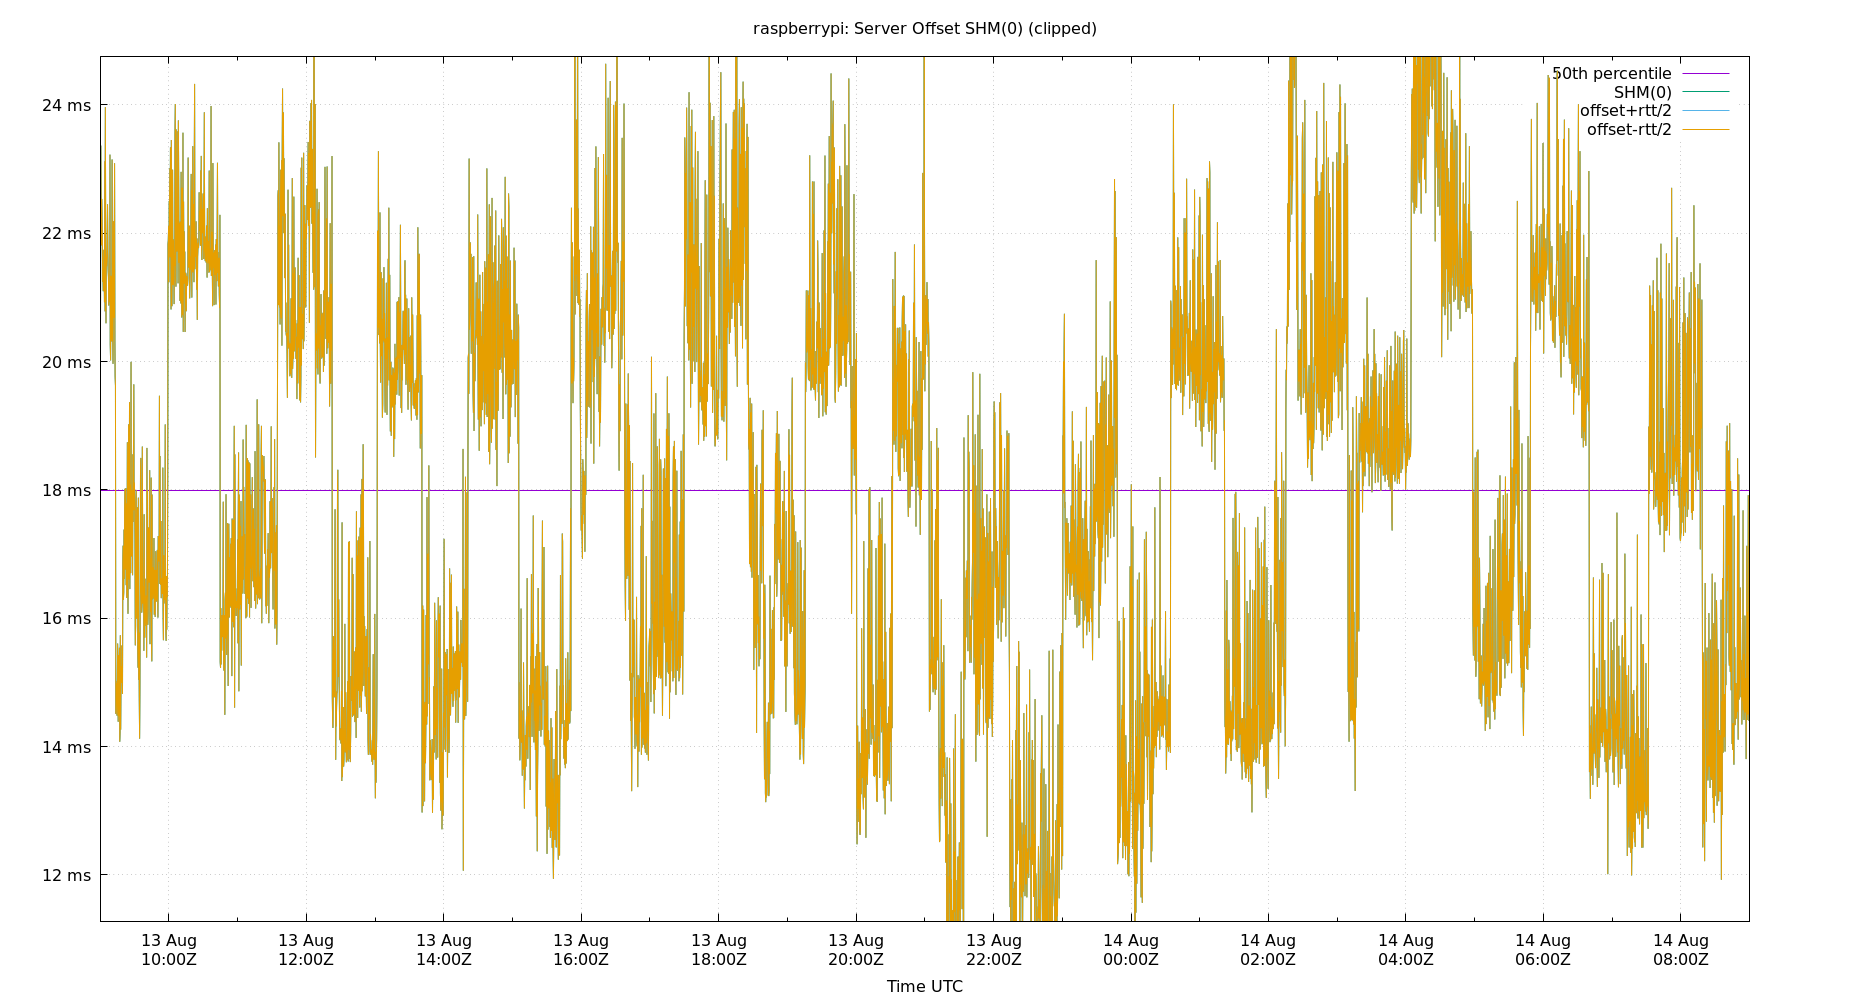 raspberrypi: Server Offset SHM(0) (clipped)
50th percentile
SHM(0)
offset+rtt/2
offset-rtt/2
24 ms
22 ms
20 ms
18 ms
16 ms
14 ms
12 ms
13 Aug 13 Aug 13 Aug 13 Aug 13 Aug 13 Aug 13 Aug 14 Aug 14 Aug 14 Aug 14 Aug 14 Aug
10:00Z 12:00Z 14:00Z 16:00Z 18:00Z 20:00Z 22:00Z 00:00Z 02:00Z 04:00Z 06:00Z 08:00Z
Time UTC